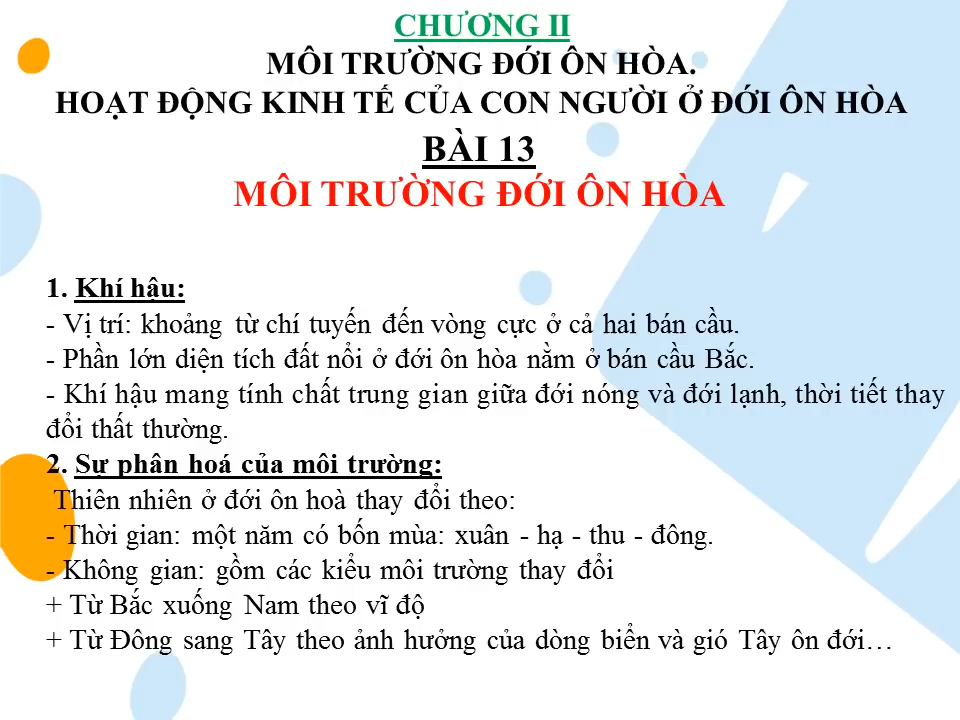 CHƯƠNG II
MÔI TRƯỜNG ĐỚI ÔN HÒA.
HOẠT ĐỘNG KINH TẾ CỦA CON NGƯỜI Ở ĐỚI ÔN HÒA
BÀI 13
MÔI TRƯỜNG ĐỚI ÔN HÒA
1. Khí hậu:
- Vị trí: khoảng từ chí tuyến đến vòng cực ở cả hai bán cầu.
- Phần lớn diện tích đất nổi ở đới ôn hòa nằm ở bán cầu Bắc.
- Khí hậu mang tính chất trung gian giữa đới nóng và đới lạnh, thời tiết thay
đổi thất thường.
2. Sự phân hoá của môi trường:
Thiên nhiên ở đới ôn hoà thay đổi theo:
- Thời gian: một năm có bốn mùa: xuân - hạ - thu - đông.
- Không gian: gồm các kiểu môi trường thay đổi
+ Từ Bắc xuống Nam theo vĩ độ
+ Từ Đông sang Tây theo ảnh hưởng của dòng biển và gió Tây ôn đới…